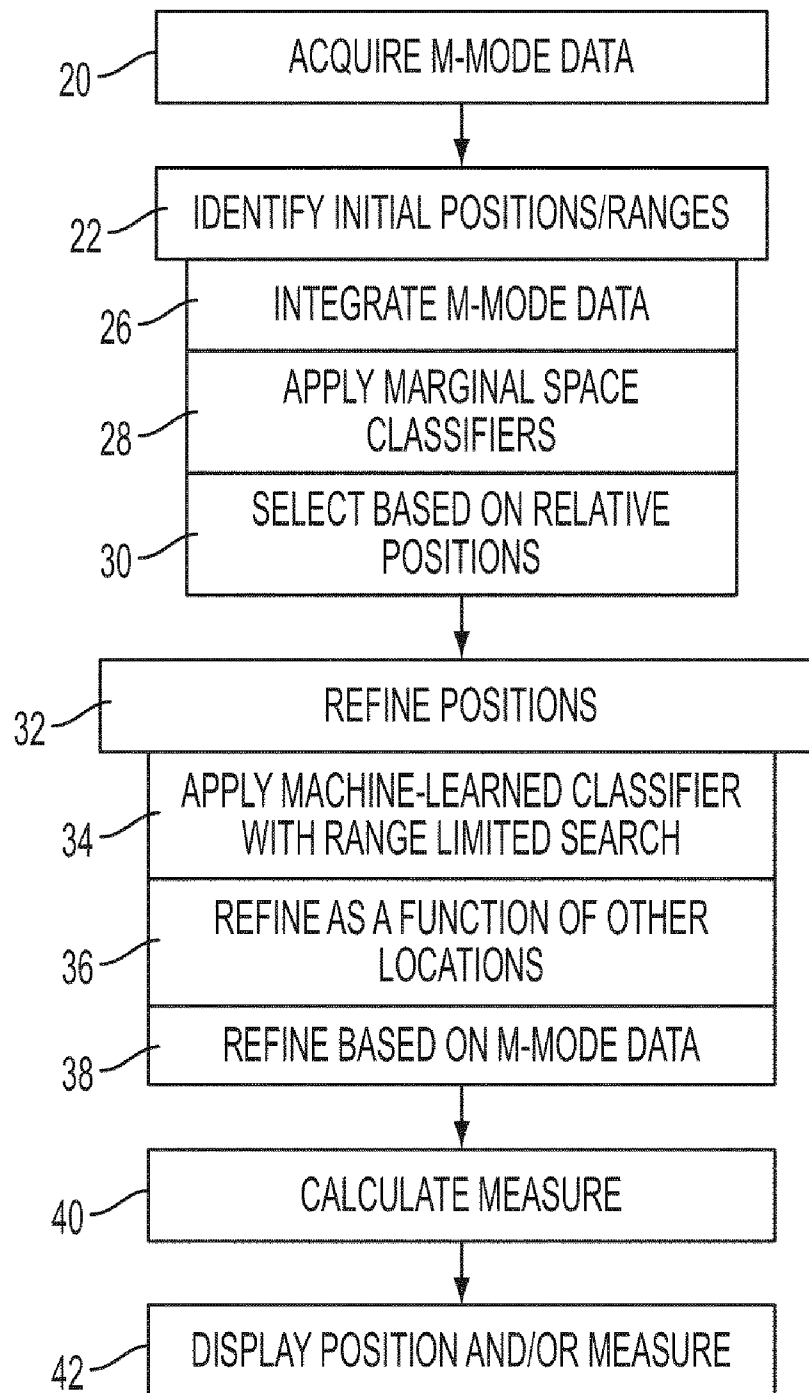 20 ACQUIRE M-MODE DATA
22 IDENTIFY INITIAL POSITIONS/RANGES
26 INTEGRATE M-MODE DATA
APPLY MARGINAL SPACE
28 CLASSIFIERS
SELECT BASED ON RELATIVE
30 POSITIONS
32 REFINE POSITIONS
APPLY MACHINE-LEARNED CLASSIFIER
34 WITH RANGE LIMITED SEARCH
REFINE AS A FUNCTION OF OTHER
36 LOCATIONS
38 REFINE BASED ON M-MODE DATA
40 CALCULATE MEASURE
42 DISPLAY POSITION AND/OR MEASURE